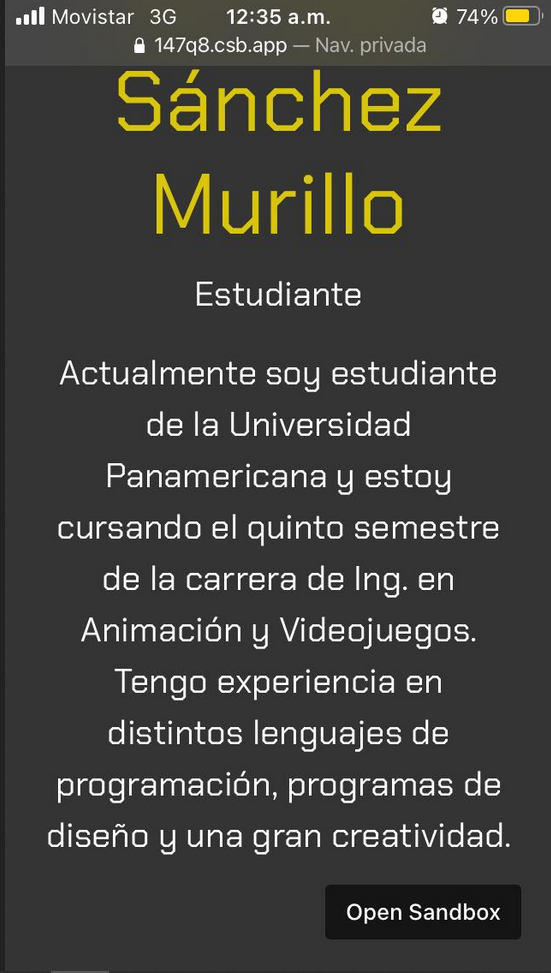 Movistar 3G 12:35 a.m. 74%
147q8.csb.app — Nav. privada
Sánchez
Murillo
Estudiante
Actualmente soy estudiante
de la Universidad
Panamericana y estoy
cursando el quinto semestre
de la carrera de Ing. en
Animación y Videojuegos.
Tengo experiencia en
distintos lenguajes de
programación, programas de
diseño y una gran creatividad.
Open Sandbox